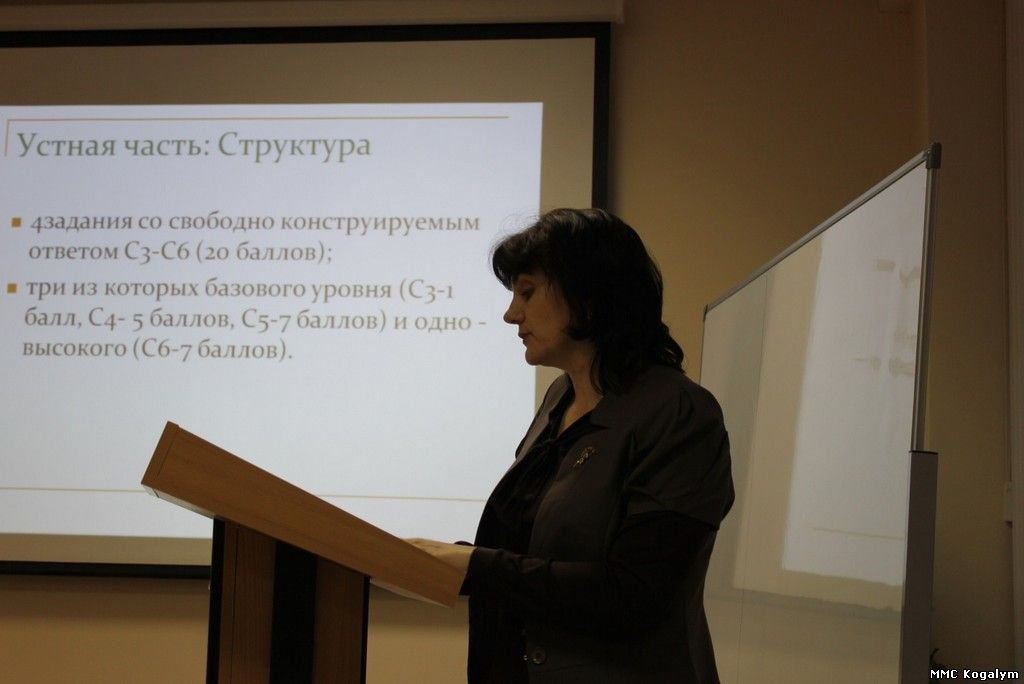 Устная часть: Структура
4задания со свободно конструируемым
ответом С3-С6 (20 баллов);
три из которых базового уровня (С3-1
балл, С4- 5 баллов, С5-7 баллов) и одно -
высокого (С6-7 баллов).
MMC Kogalym